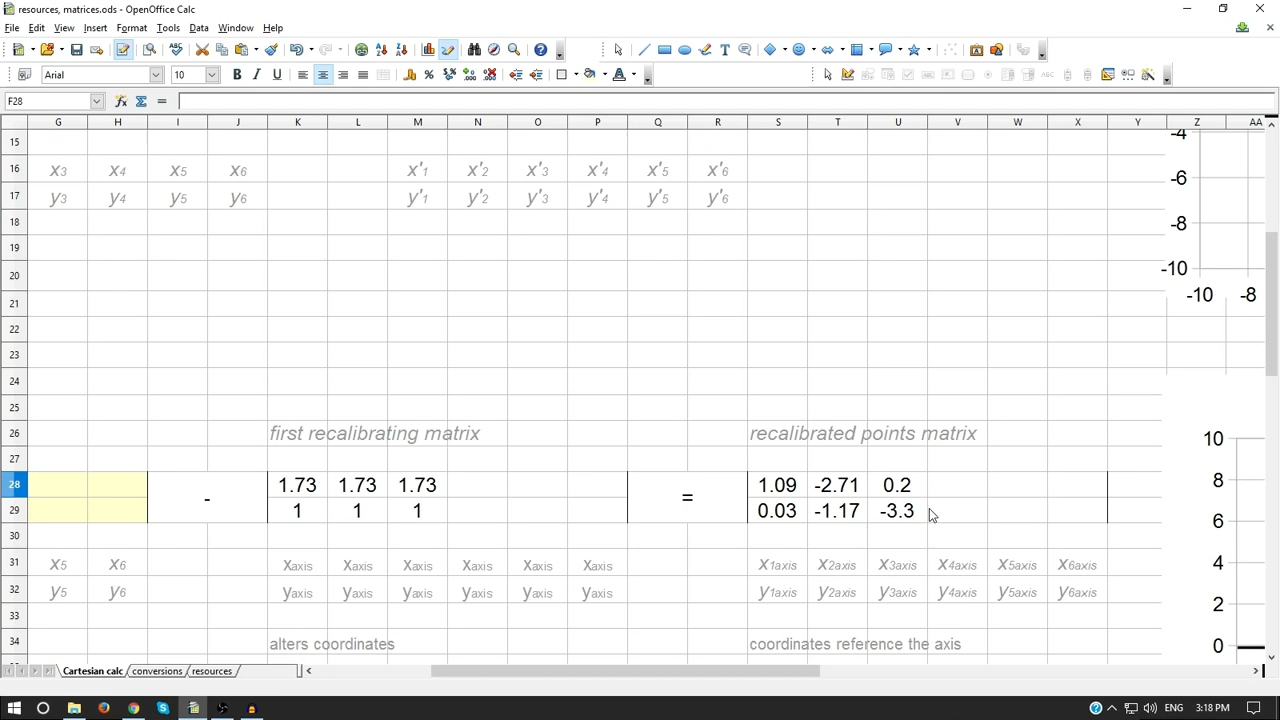 resources, matrices.ods - OpenOffice Calc
File Edit View Insert Format Tools Data Window Help
Arial 10
F28
G H I J K L M N O P Q R S T U V W X Y Z AA
15 -4
16 x3 x4 x5 x6 x'1 x'2 x'3 x'4 x'5 x'6 -6
17 y3 y4 y5 y6 y'1 y'2 y'3 y'4 y'5 y'6
18 -8
19
20 -10
21 -10 -8
22
23
24
25
26 first recalibrating matrix recalibrated points matrix 10
27
28 1.73 1.73 1.73 1.09 -2.71 0.2 8
- =
29 1 1 1 0.03 -1.17 -3.3 6
30
31 x5 x6 xaxis xaxis xaxis xaxis xaxis xaxis x1axis x2axis x3axis x4axis x5axis x6axis 4
32 y5 y6 yaxis yaxis yaxis yaxis yaxis yaxis y1axis y2axis y3axis y4axis y5axis y6axis
33 2
34 alters coordinates coordinates reference the axis 0
Cartesian calc conversions resources
ENG 3:18 PM